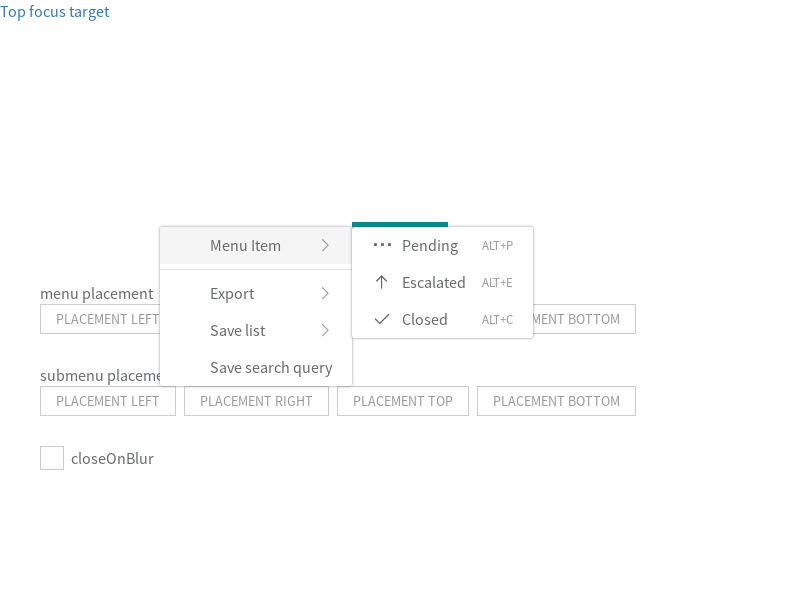 Top focus target
Menu Item
Pending ALT+P
Escalated ALT+E
Closed ALT+C
Export
Save list
Save search query
menu placement
PLACEMENT LEFT
MENT BOTTOM
submenu placeme
PLACEMENT LEFT PLACEMENT RIGHT PLACEMENT TOP PLACEMENT BOTTOM
closeOnBlur